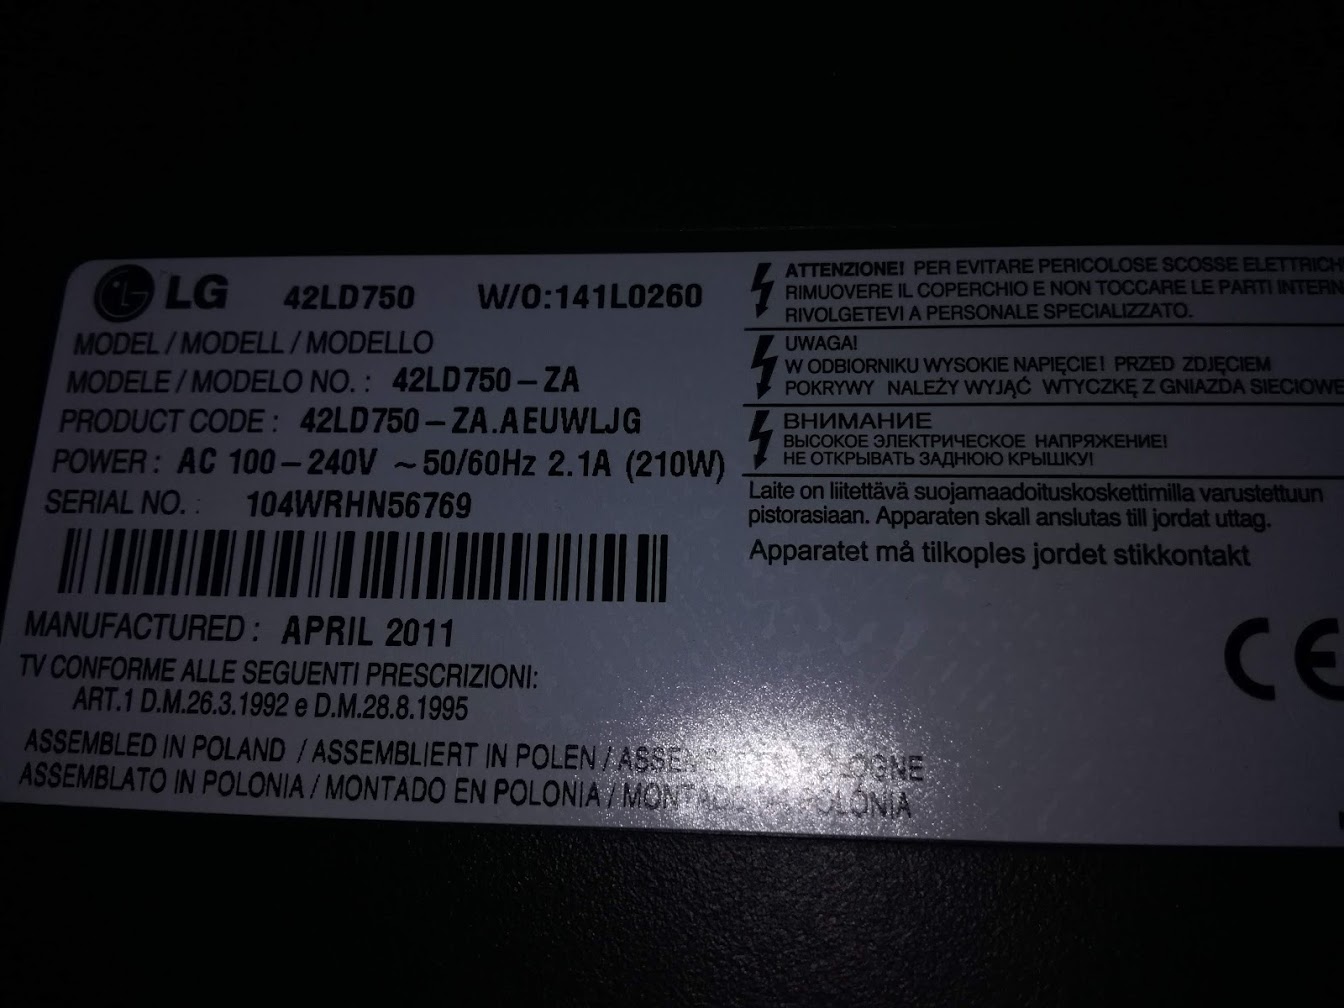 LG 42LD750 W/O:141L0260
MODEL / MODELL / MODELLO
MODELE / MODELO NO. : 42LD750-ZA
PRODUCT CODE : 42LD750-ZA.AEUWLJG
POWER : AC 100-240V ~50/60Hz 2.1A (210W)
SERIAL NO. : 104WRHN56769
MANUFACTURED : APRIL 2011
TV CONFORME ALLE SEGUENTI PRESCRIZIONI:
ART.1 D.M.26.3.1992 e D.M.28.8.1995
ASSEMBLED IN POLAND / ASSEMBLIERT IN POLEN /
ASSEMBLATO IN POLONIA / MONTADO EN POLONIA / POLÓNIA
ATTENZIONE! PER EVITARE PERICOLOSE SCOSSE
RIMUOVERE IL COPERCHIO E NON TOCCARE LE PARTI
RIVOLGETEVI A PERSONALE SPECIALIZZATO.
UWAGA!
W ODBIORNIKU WYSOKIE NAPIĘCIE! PRZED ZDJĘCIEM
POKRYWY NALEŻY WYJĄĆ WTYCZKĘ Z GNIAZDA
ВНИМАНИЕ
ВЫСОКОЕ ЭЛЕКТРИЧЕСКОЕ НАПРЯЖЕНИЕ!
НЕ ОТКРЫВАТЬ ЗАДНЮЮ КРЫШКУ!
Laite on liitettävä suojamaadoituskoskettimilla varustettuun
pistorasiaan. Apparaten skall anslutas till jordat uttag.
Apparatet må tilkoples jordet stikkontakt
CE